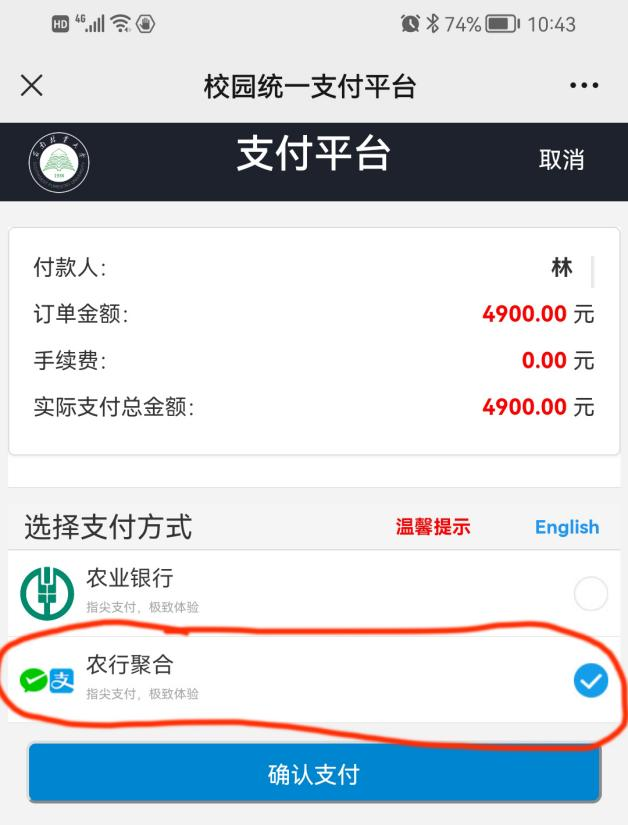 HD 4G 74% 10:43
校园统一支付平台
支付平台
取消
付款人: 林
订单金额: 4900.00 元
手续费: 0.00 元
实际支付总金额: 4900.00 元
选择支付方式 温馨提示 English
农业银行
指尖支付，极致体验
支 农行聚合
指尖支付，极致体验
确认支付